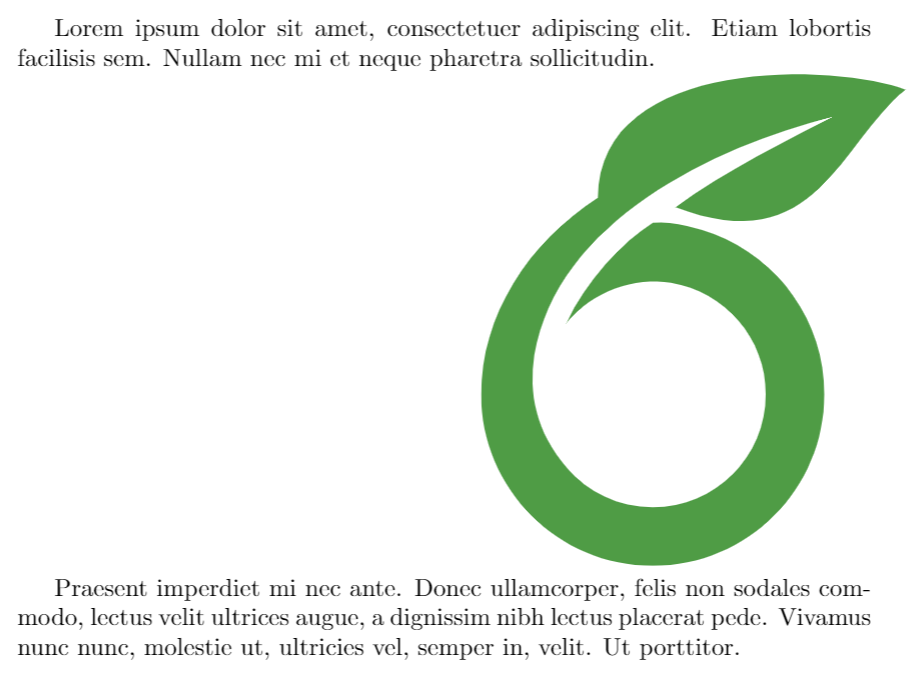 Lorem ipsum dolor sit amet, consectetuer adipiscing elit. Etiam lobortis
facilisis sem. Nullam nec mi et neque pharetra sollicitudin.
Praesent imperdiet mi nec ante. Donec ullamcorper, felis non sodales com-
modo, lectus velit ultrices augue, a dignissim nibh lectus placerat pede. Vivamus
nunc nunc, molestie ut, ultricies vel, semper in, velit. Ut porttitor.